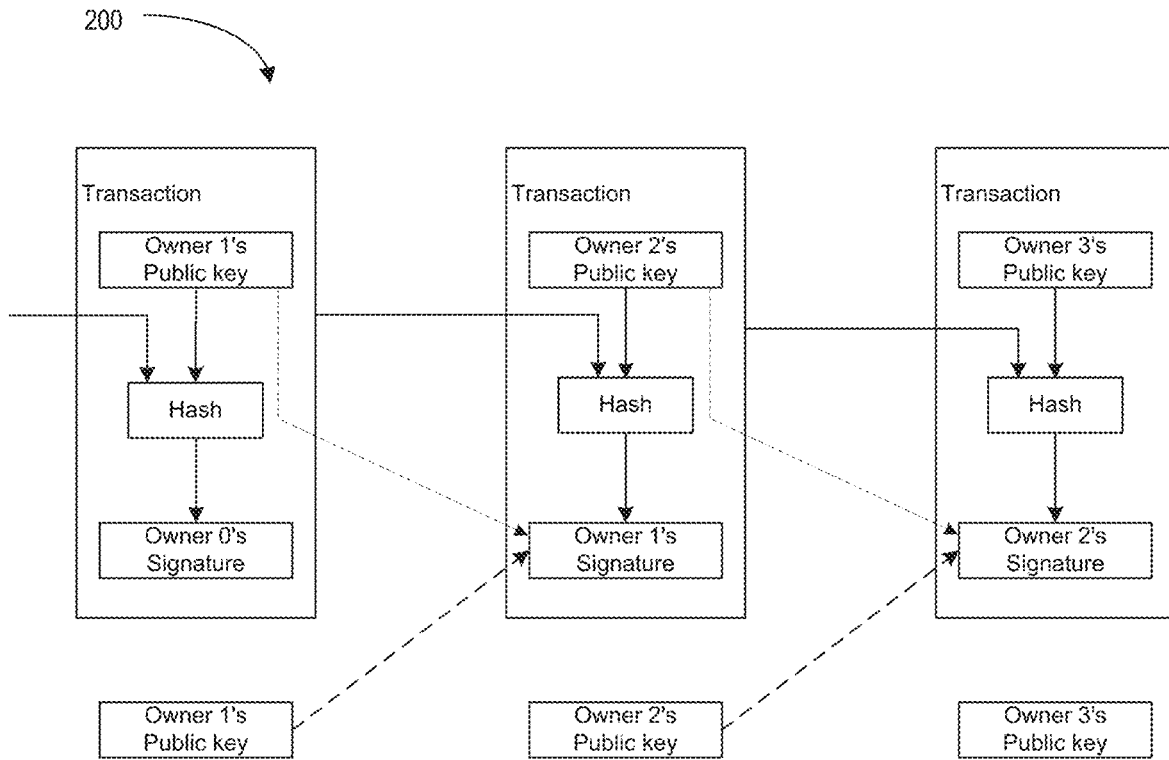 200
Transaction
Owner 1's
Public key
Hash
Owner 0's
Signature
Transaction
Owner 2's
Public key
Hash
Owner 1's
Signature
Transaction
Owner 3's
Public key
Hash
Owner 2's
Signature
Owner 1's
Public key
Owner 2's
Public key
Owner 3's
Public key